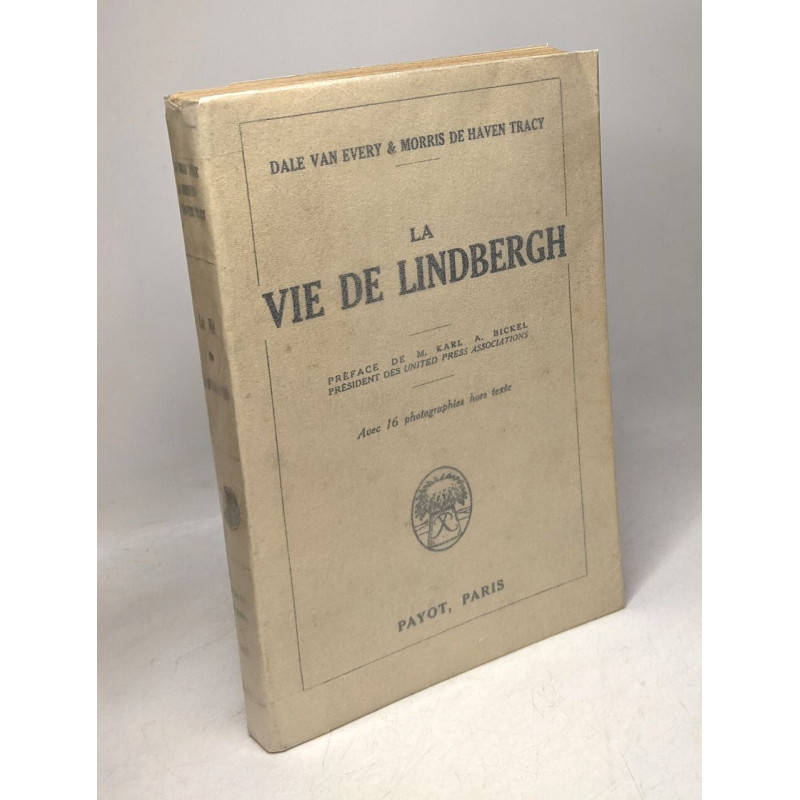 DALE VAN EVERY & MORRIS DE HAVEN TRACY
LA
VIE DE LINDBERGH
PRÉFACE DE M. KARL A. BICKEL
PRÉSIDENT DES UNITED PRESS ASSOCIATIONS
Avec 16 photographies hors texte
PAYOT, PARIS